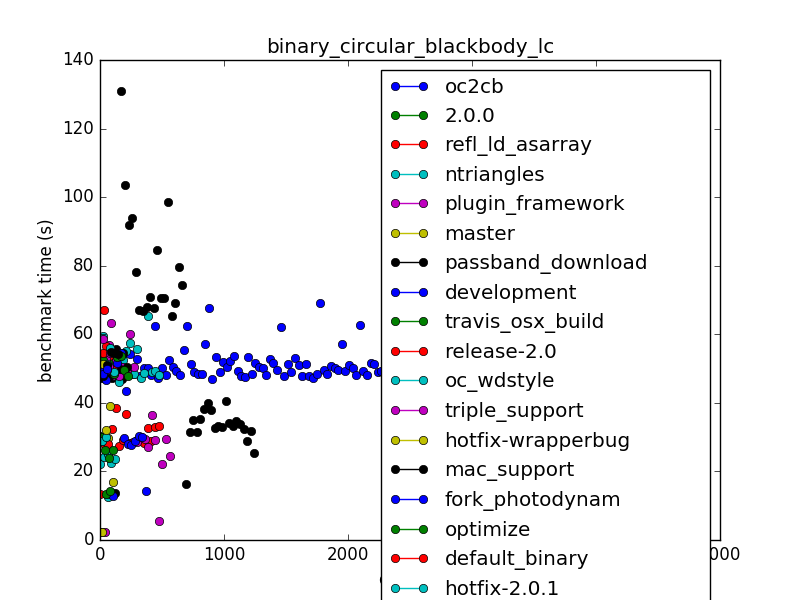 binary_circular_blackbody_lc
benchmark time (s)
140
120
100
80
60
40
20
0
0
1000
2000
000
oc2cb
2.0.0
refl_ld_asarray
ntriangles
plugin_framework
master
passband_download
development
travis_osx_build
release-2.0
oc_wdstyle
triple_support
hotfix-wrapperbug
mac_support
fork_photodynam
optimize
default_binary
hotfix-2.0.1